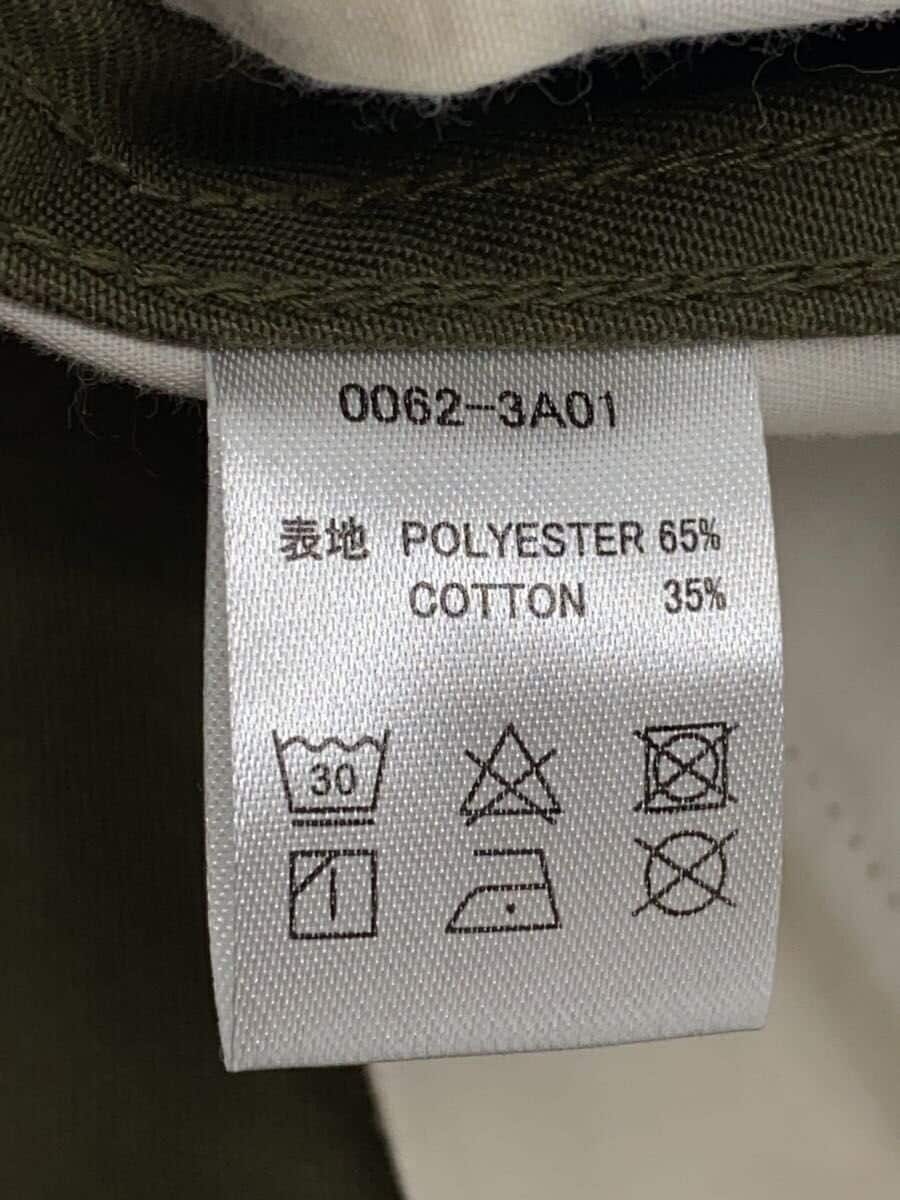 0062-3A01
表地 POLYESTER 65%
COTTON 35%
30